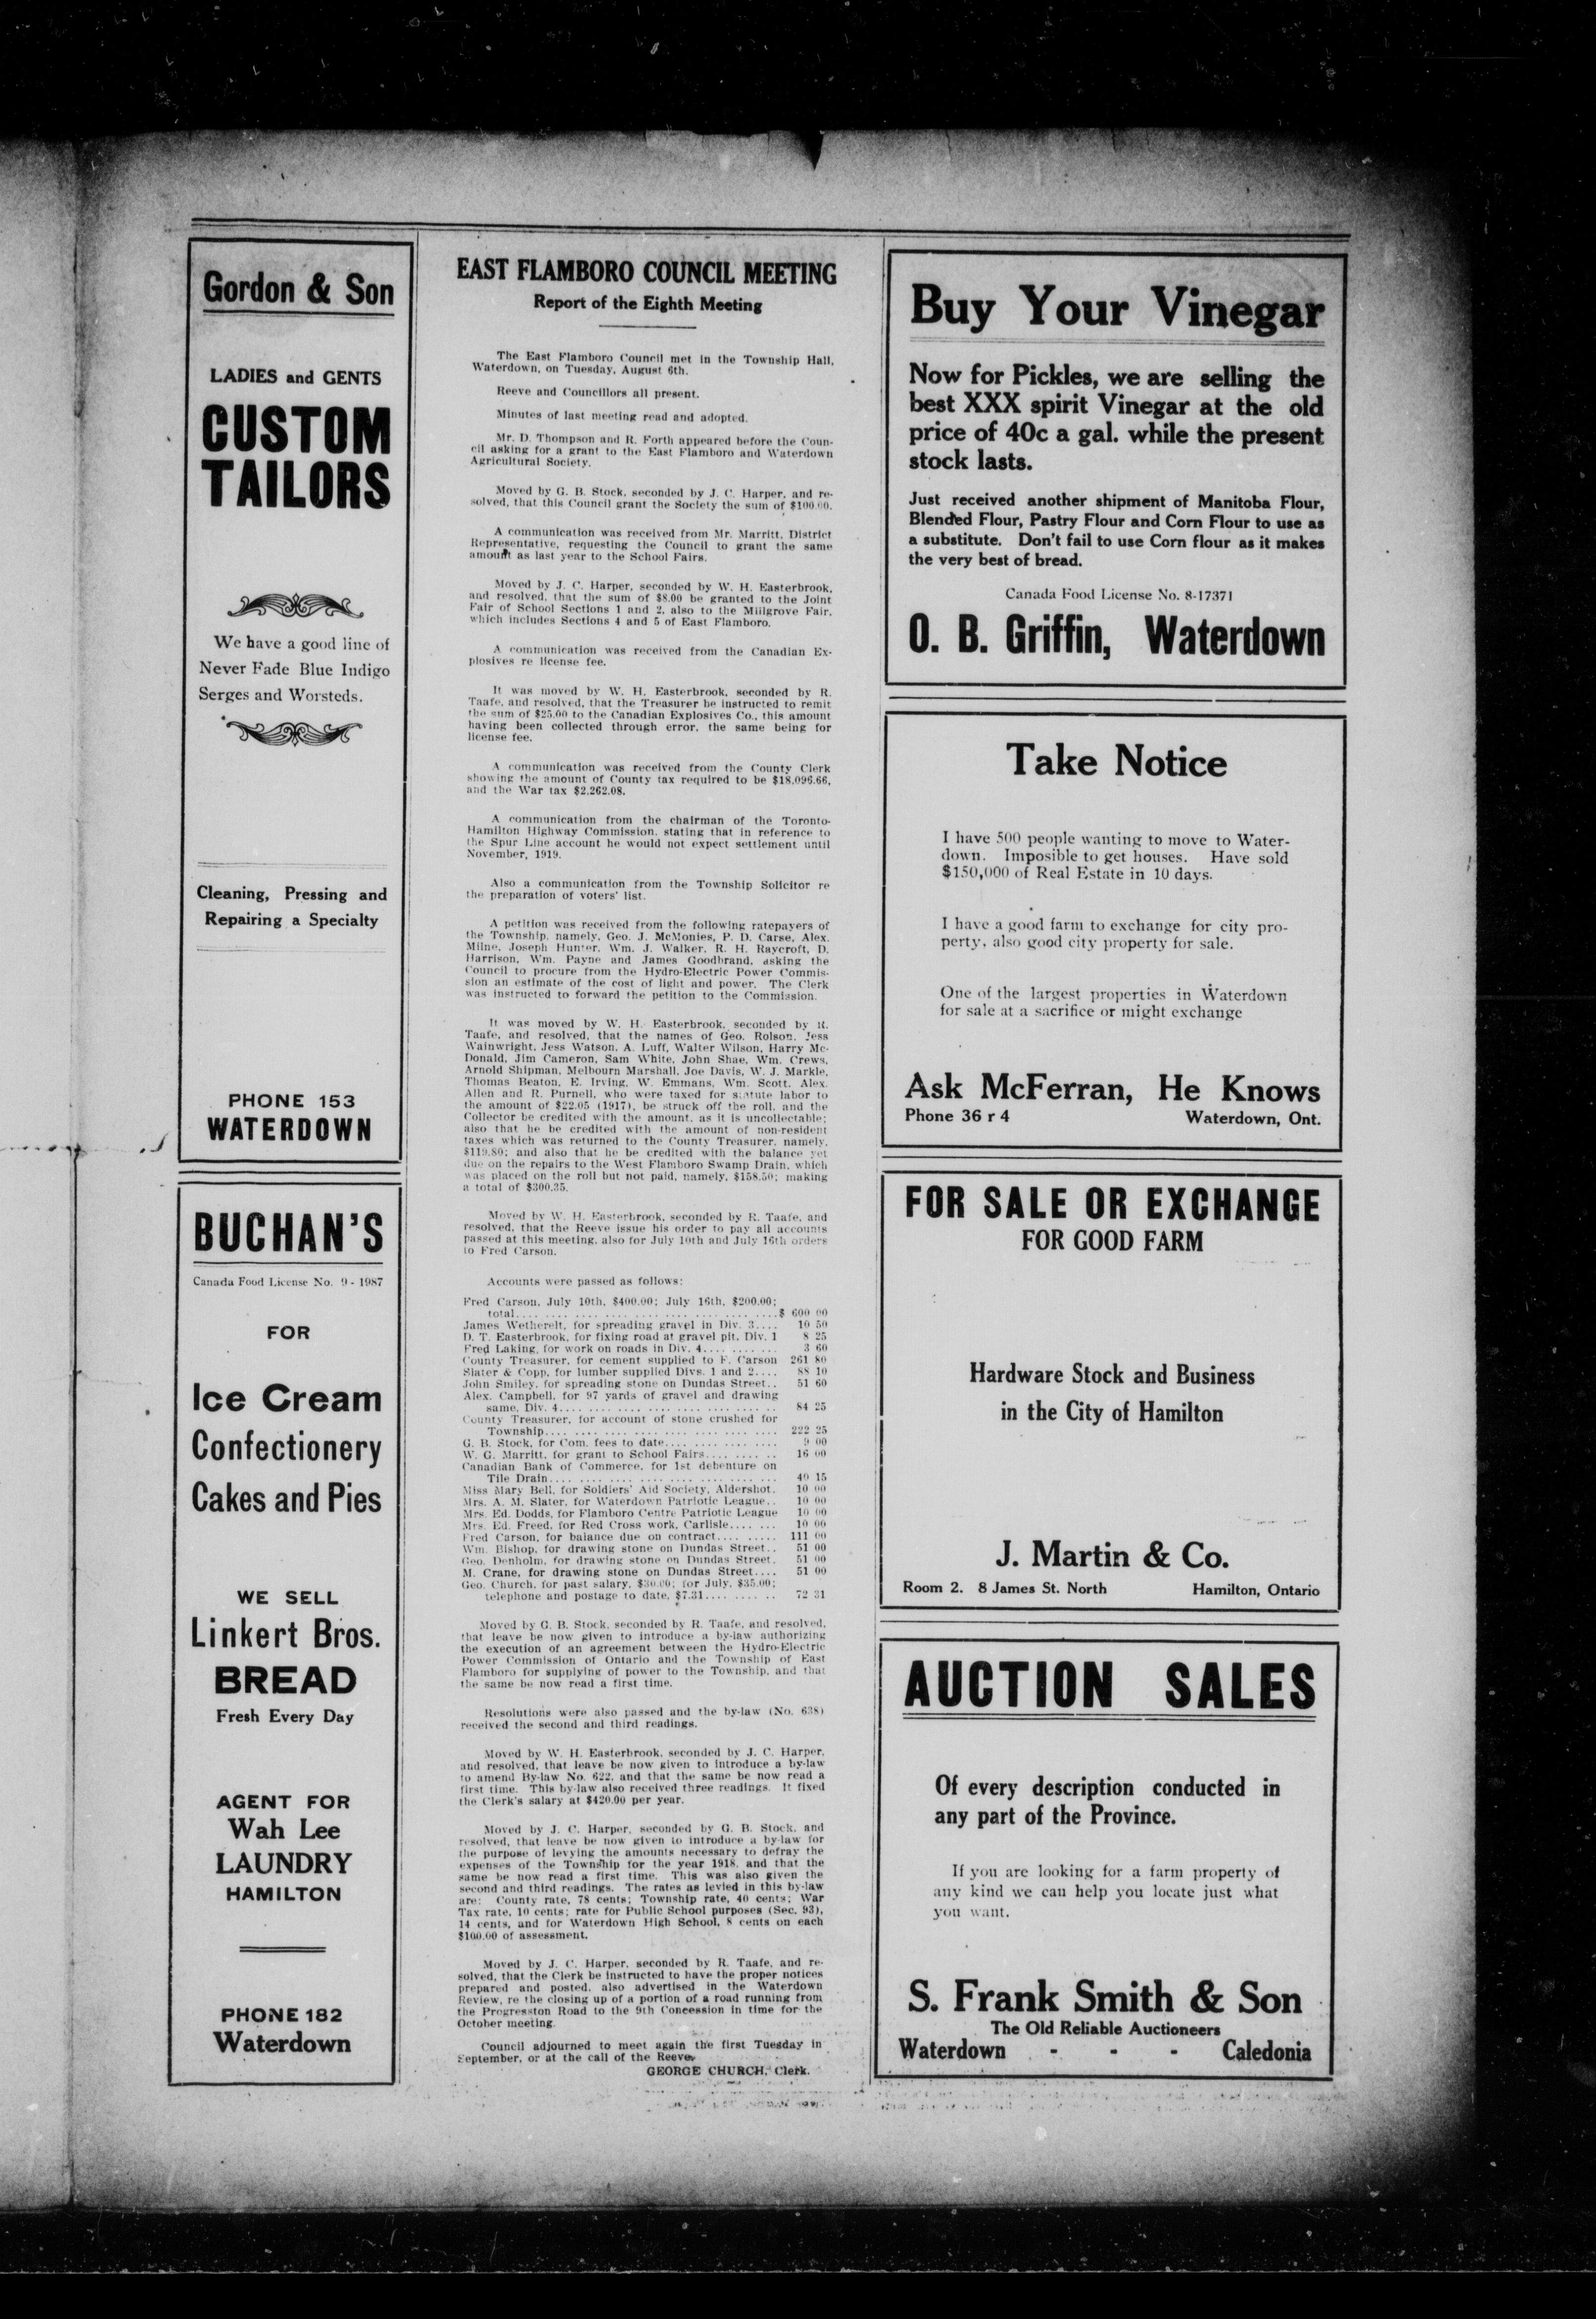 Gordon & Son
LADIES and GENTS
CUSTOM
TAILORS
We have a good line of
Never Fade Blue Indigo
Serges and Worsteds.
Cleaning, Pressing and
Repairing a Specialty
PHONE 153
WATERDOWN
BUCHAN'S
Canada Food License No. 9 - 1987
FOR
Ice Cream
Confectionery
Cakes and Pies
WE SELL
Linkert Bros.
BREAD
Fresh Every Day
AGENT FOR
Wah Lee
LAUNDRY
HAMILTON
PHONE 182
Waterdown
EAST FLAMBORO COUNCIL MEETING
Report of the Eighth Meeting
The East Flamboro Council met in the Township Hall,
Waterdown, on Tuesday, August 6th.
Reeve and Councillors all present.
Minutes of last meeting read and adopted.
Mr. D. Thompson and R. Forth appeared before the Coun-
cil asking for a grant to the East Flamboro and Waterdown
Agricultural Society.
Moved by G. B. Stock, seconded by J. C. Harper, and re-
solved, that this Council grant the Society the sum of $100.00.
A communication was received from Mr. Marritt, District
Representative, requesting the Council to grant the same
amount as last year to the School Fairs.
Moved by J. C. Harper, seconded by W. H. Easterbrook,
and resolved, that the sum of $8.00 be granted to the Joint
Fair of School Sections 1 and 2, also to the Millgrove Fair,
which includes Sections 4 and 5 of East Flamboro.
A communication was received from the Canadian Ex-
plosives re license fee.
It was moved by W. H. Easterbrook, seconded by R.
Taafe, and resolved, that the Treasurer be instructed to remit
the sum of $25.00 to the Canadian Explosives Co., this amount
having been collected through error, the same being for
license fee.
A communication was received from the County Clerk
showing the amount of County tax required to be $18,096.66,
and the War tax $2,262.08.
A communication from the chairman of the Toronto-
Hamilton Highway Commission, stating that in reference to
the Spur Line account he would not expect settlement until
November, 1919.
Also a communication from the Township Solicitor re
the preparation of voters' list.
A petition was received from the following ratepayers of
the Township, namely, Geo. J. McMonies, P. D. Carse, Alex.
Milne, Joseph Hunter, Wm. J. Walker, R. H. Raycroft, D.
Harrison, Wm. Payne and James Goodbrand, asking the
Council to procure from the Hydro-Electric Power Commis-
sion an estimate of the cost of light and power. The Clerk
was instructed to forward the petition to the Commission.
It was moved by W. H. Easterbrook, seconded by R.
Taafe, and resolved, that the names of Geo. Rolson, Jess
Wainwright, Jess Watson, A. Luff, Walter Wilson, Harry Mc-
Donald, Jim Cameron, Sam White, John Shae, Wm. Crews,
Arnold Shipman, Melbourn Marshall, Joe Davis, W. J. Markle,
Thomas Beaton, E. Irving, W. Emmans, Wm. Scott, Alex.
Allen and R. Purnell, who were taxed for statute labor to
the amount of $22.05 (1917), be struck off the roll, and the
Collector be credited with the amount, as it is uncollectable;
also that he be credited with the amount of non-resident
taxes which was returned to the County Treasurer, namely,
$119.80; and also that he be credited with the balance yet
due on the repairs to the West Flamboro Swamp Drain, which
was placed on the roll but not paid, namely, $158.50; making
a total of $300.35.
Moved by W. H. Easterbrook, seconded by R. Taafe, and
resolved, that the Reeve issue his order to pay all accounts
passed at this meeting, also for July 10th and July 16th orders
to Fred Carson.
Accounts were passed as follows:
Fred Carson, July 10th, $400.00; July 16th, $200.00;
total.... $ 600 00
James Wetherelt, for spreading gravel in Div. 3.... 10 50
D. T. Easterbrook, for fixing road at gravel pit, Div. 1 8 25
Fred Laking, for work on roads in Div. 4.... 3 60
County Treasurer, for cement supplied to F. Carson 261 80
Slater & Copp, for lumber supplied Divs. 1 and 2.... 88 10
John Smiley, for spreading stone on Dundas Street.. 51 60
Alex. Campbell, for 97 yards of gravel and drawing
same, Div. 4.... 84 25
County Treasurer, for account of stone crushed for
Township.... 222 25
G. B. Stock, for Com. fees to date.... 9 00
W. G. Marritt, for grant to School Fairs.... 16 00
Canadian Bank of Commerce, for 1st debenture on
Tile Drain.... 40 15
Miss Mary Bell, for Soldiers' Aid Society, Aldershot. 10 00
Mrs. A. M. Slater, for Waterdown Patriotic League.. 10 00
Mrs. Ed. Dodds, for Flamboro Centre Patriotic League 10 00
Mrs. Ed. Freed, for Red Cross work, Carlisle.... 10 00
Fred Carson, for balance due on contract.... 111 00
Wm. Bishop, for drawing stone on Dundas Street.. 51 00
Geo. Denholm, for drawing stone on Dundas Street. 51 00
M. Crane, for drawing stone on Dundas Street.... 51 00
Geo. Church, for past salary, $30.00; for July, $35.00;
telephone and postage to date, $7.31.... 72 31
Moved by G. B. Stock, seconded by R. Taafe, and resolved,
that leave be now given to introduce a by-law authorizing
the execution of an agreement between the Hydro-Electric
Power Commission of Ontario and the Township of East
Flamboro for supplying of power to the Township, and that
the same be now read a first time.
Resolutions were also passed and the by-law (No. 638)
received the second and third readings.
Moved by W. H. Easterbrook, seconded by J. C. Harper,
and resolved, that leave be now given to introduce a by-law
to amend By-law No. 622, and that the same be now read a
first time. This by-law also received three readings. It fixed
the Clerk's salary at $420.00 per year.
Moved by J. C. Harper, seconded by G. B. Stock, and
resolved, that leave be now given to introduce a by-law for
the purpose of levying the amounts necessary to defray the
expenses of the Township for the year 1918, and that the
same be now read a first time. This was also given the
second and third readings. The rates as levied in this by-law
are: County rate, 78 cents; Township rate, 40 cents; War
Tax rate, 10 cents; rate for Public School purposes (Sec. 93),
14 cents, and for Waterdown High School, 8 cents on each
$100.00 of assessment.
Moved by J. C. Harper, seconded by R. Taafe, and re-
solved, that the Clerk be instructed to have the proper notices
prepared and posted, also advertised in the Waterdown
Review, re the closing up of a portion of a road running from
the Progresston Road to the 9th Concession in time for the
October meeting.
Council adjourned to meet again the first Tuesday in
September, or at the call of the Reeve.
GEORGE CHURCH, Clerk.
Buy Your Vinegar
Now for Pickles, we are selling the
best XXX spirit Vinegar at the old
price of 40c a gal. while the present
stock lasts.
Just received another shipment of Manitoba Flour,
Blended Flour, Pastry Flour and Corn Flour to use as
a substitute. Don't fail to use Corn flour as it makes
the very best of bread.
Canada Food License No. 8-17371
O. B. Griffin, Waterdown
Take Notice
I have 500 people wanting to move to Water-
down. Imposible to get houses. Have sold
$150,000 of Real Estate in 10 days.
I have a good farm to exchange for city pro-
perty, also good city property for sale.
One of the largest properties in Waterdown
for sale at a sacrifice or might exchange
Ask McFerran, He Knows
Phone 36 r 4 Waterdown, Ont.
FOR SALE OR EXCHANGE
FOR GOOD FARM
Hardware Stock and Business
in the City of Hamilton
J. Martin & Co.
Room 2. 8 James St. North Hamilton, Ontario
AUCTION SALES
Of every description conducted in
any part of the Province.
If you are looking for a farm property of
any kind we can help you locate just what
you want.
S. Frank Smith & Son
The Old Reliable Auctioneers
Waterdown - - - Caledonia